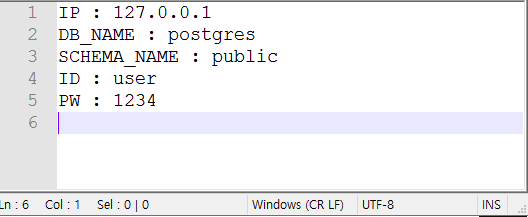 1 IP : 127.0.0.1
2 DB_NAME : postgres
3 SCHEMA_NAME : public
4 ID : user
5 PW : 1234
6
Ln : 6 Col : 1 Sel : 0 | 0 Windows (CR LF) UTF-8 INS